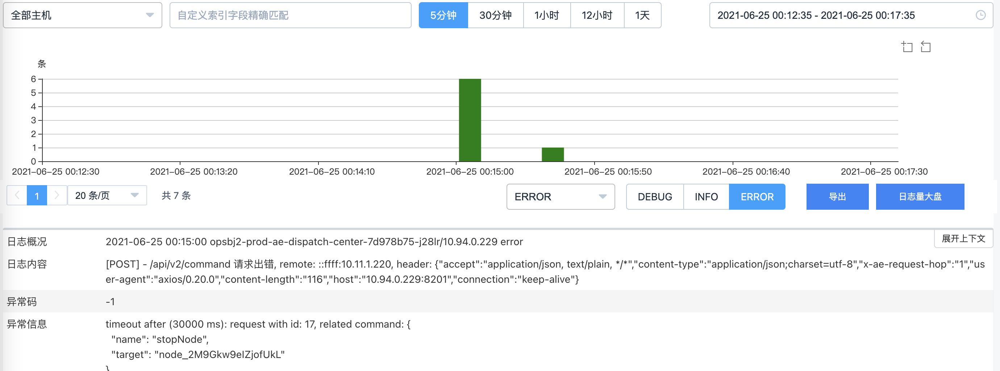 全部主机
自定义索引字段精确匹配
5分钟 30分钟 1小时 12小时 1天
2021-06-25 00:12:35 - 2021-06-25 00:17:35
条
6
5
4
3
2
1
0
2021-06-25 00:12:30 2021-06-25 00:13:20 2021-06-25 00:14:10 2021-06-25 00:15:00 2021-06-25 00:15:50 2021-06-25 00:16:40 2021-06-25 00:17:30
1 20 条/页 共 7 条 ERROR DEBUG INFO ERROR 导出 日志量大盘
展开上下文
日志概况 2021-06-25 00:15:00 opsbj2-prod-ae-dispatch-center-7d978b75-j28lr/10.94.0.229 error
日志内容 [POST] - /api/v2/command 请求出错, remote: ::ffff:10.11.1.220, header: {"accept":"application/json, text/plain, */*","content-type":"application/json;charset=utf-8","x-ae-request-hop":"1","us
er-agent":"axios/0.20.0","content-length":"116","host":"10.94.0.229:8201","connection":"keep-alive"}
异常码 -1
异常信息 timeout after (30000 ms): request with id: 17, related command: {
"name": "stopNode",
"target": "node_2M9Gkw9eIZjofUkL"
}